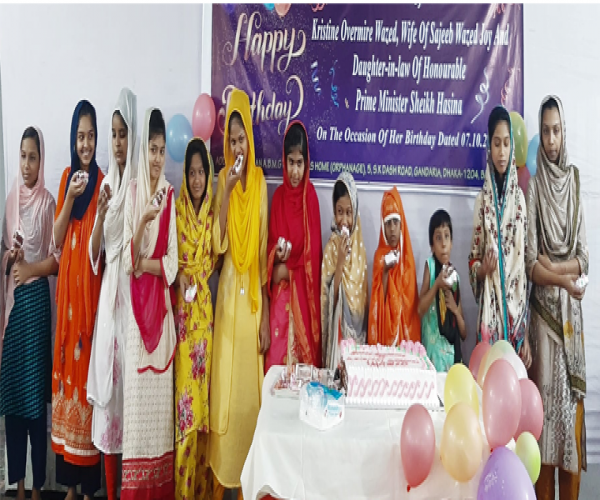 Happy
Birthday
Kristine Overmire Wazed, Wife Of Sajeeb Wazed Joy And
Daughter-in-law Of Honourable
Prime Minister Sheikh Hasina
On The Occasion Of Her Birthday Dated 07.10.2
HOME (ORPHANAGE), 5, S.K DASH ROAD, GANDARIA, DHAKA-1204,